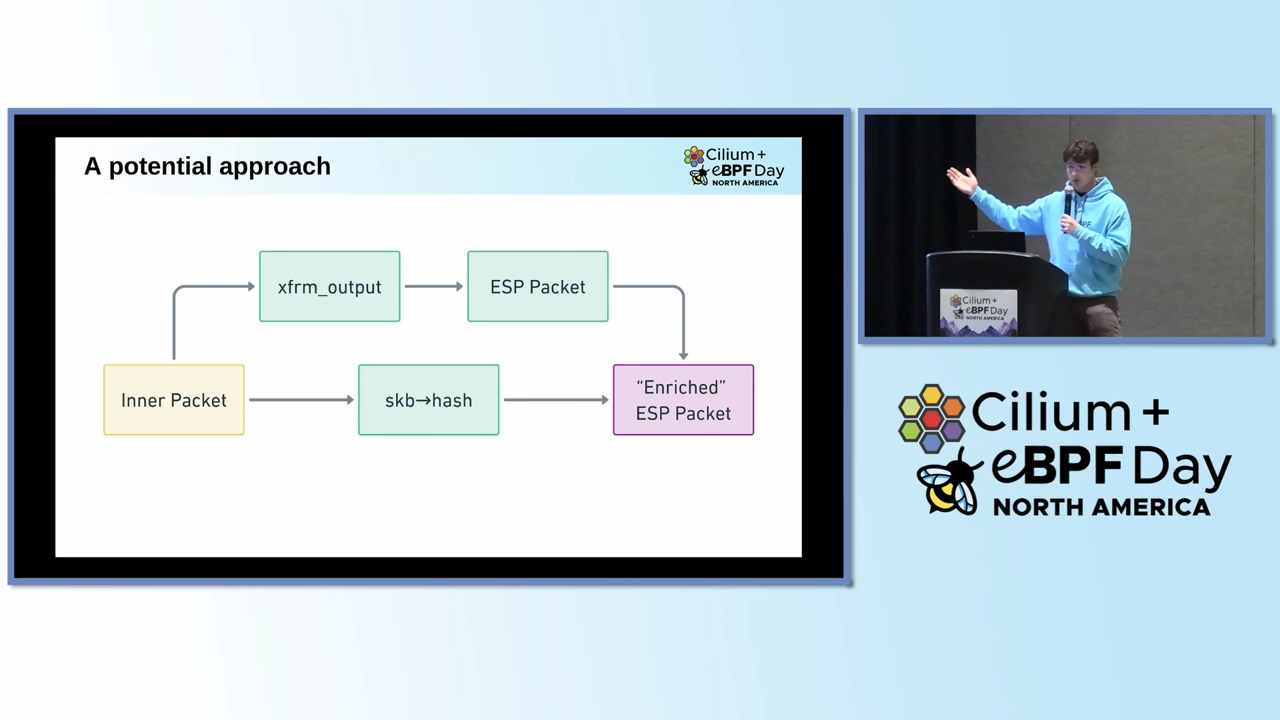 A potential approach
Cilium +
eBPF Day
NORTH AMERICA
xfrm_output
ESP Packet
Inner Packet
skb→hash
“Enriched”
ESP Packet
Cilium +
eBPF Day
NORTH AMERICA
Cilium +
eBPF Day
NORTH AMERICA